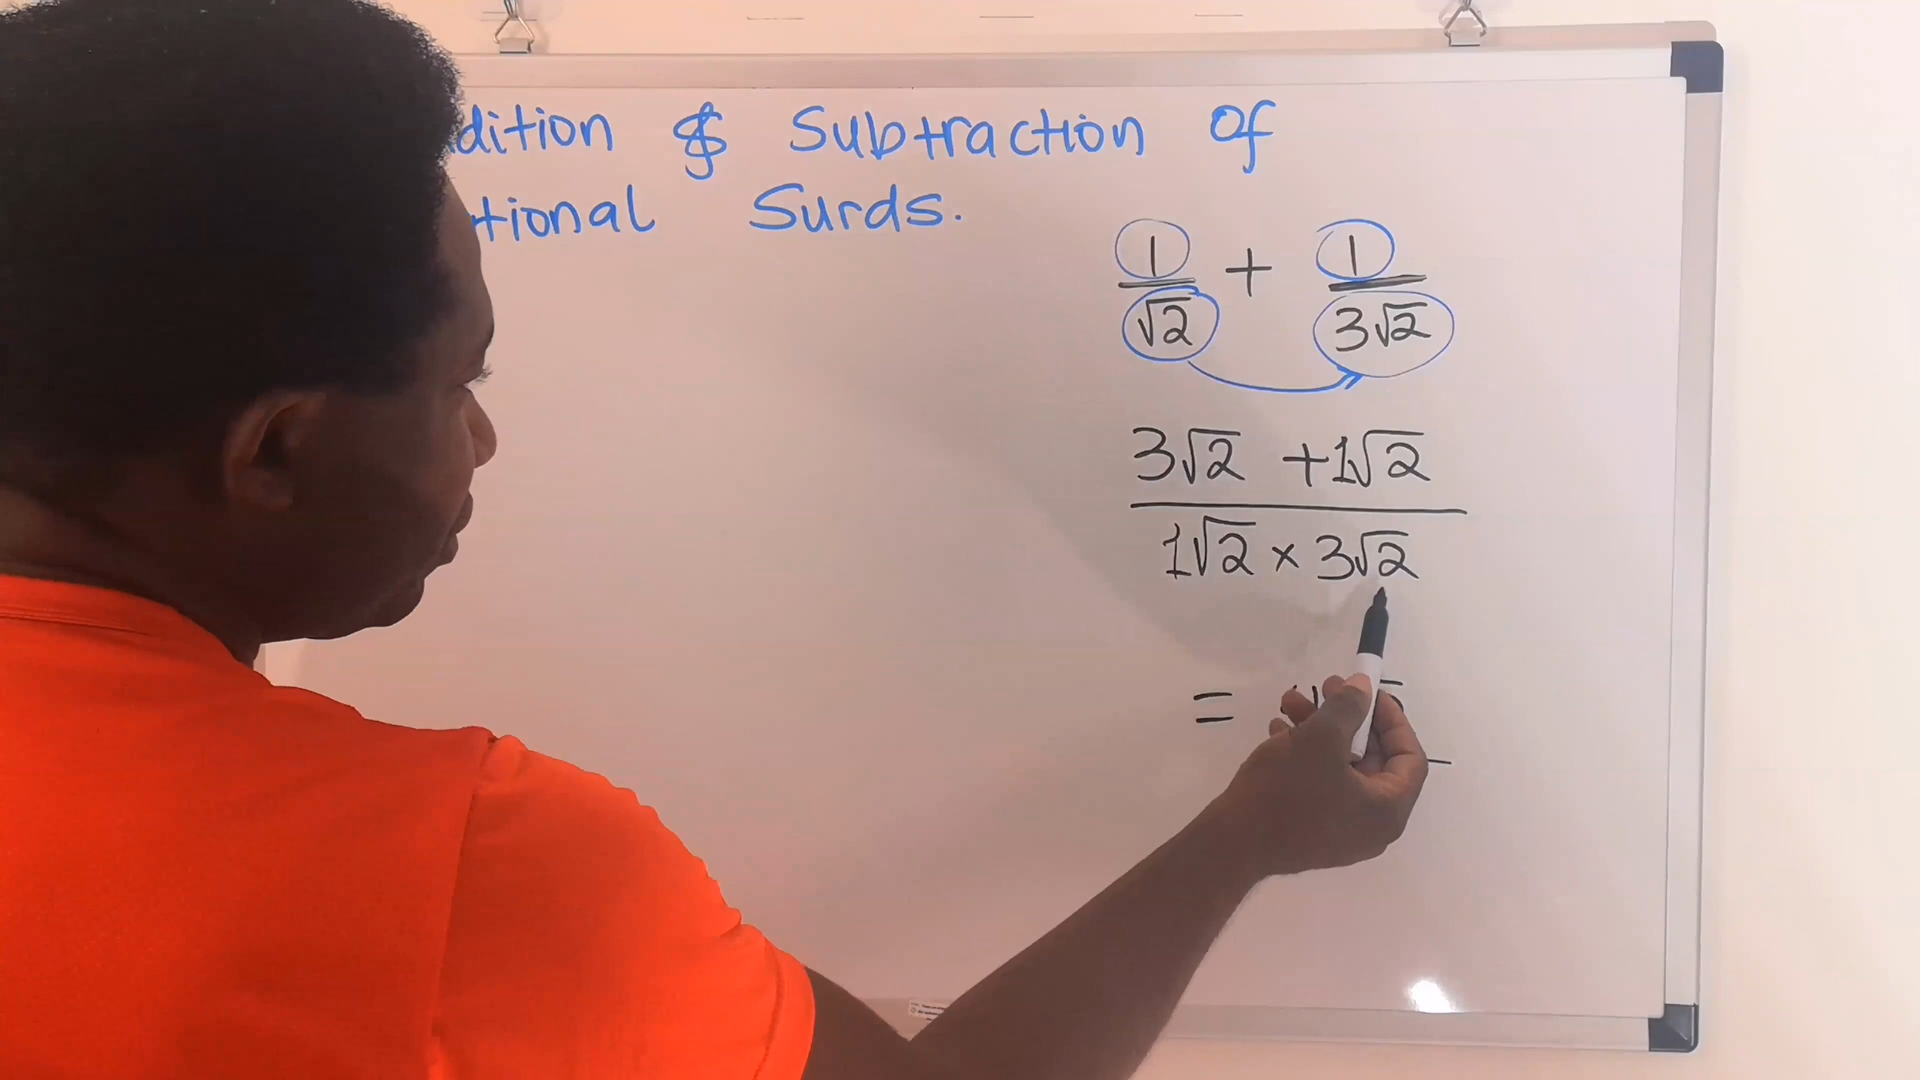 dition & Subtraction of
tional Surds.
1/√2 + 1/3√2
3√2 + 1√2
1√2 × 3√2
=